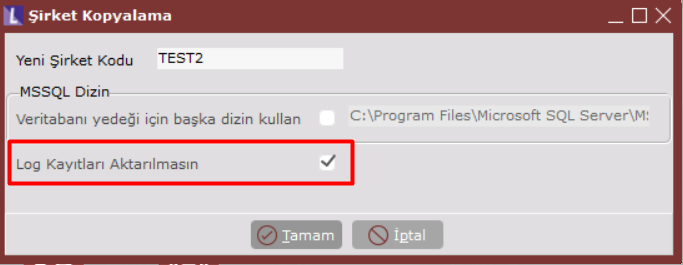 Şirket Kopyalama
Yeni Şirket Kodu TEST2
MSSQL Dizin
Veritabanı yedeği için başka dizin kullan C:\Program Files\Microsoft SQL Server\M
Log Kayıtları Aktarılmasın
Tamam İptal